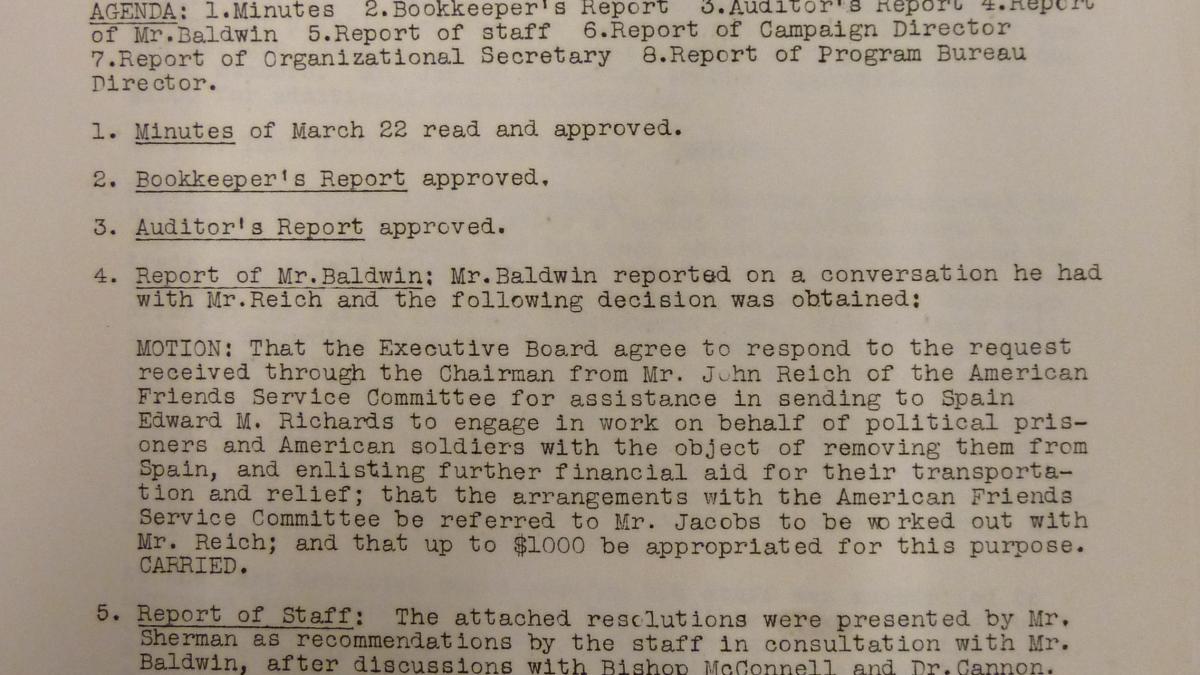 AGENDA: 1.Minutes 2.Bookkeeper's Report 3.Auditor's Report 4.Report
of Mr.Baldwin 5.Report of staff 6.Report of Campaign Director
7.Report of Organizational Secretary 8.Report of Program Bureau
Director.
1. Minutes of March 22 read and approved.
2. Bookkeeper's Report approved.
3. Auditor's Report approved.
4. Report of Mr.Baldwin: Mr.Baldwin reported on a conversation he had
with Mr.Reich and the following decision was obtained:
MOTION: That the Executive Board agree to respond to the request
received through the Chairman from Mr. John Reich of the American
Friends Service Committee for assistance in sending to Spain
Edward M. Richards to engage in work on behalf of political pris-
oners and American soldiers with the object of removing them from
Spain, and enlisting further financial aid for their transporta-
tion and relief; that the arrangements with the American Friends
Service Committee be referred to Mr. Jacobs to be worked out with
Mr. Reich; and that up to $1000 be appropriated for this purpose.
CARRIED.
5. Report of Staff: The attached resolutions were presented by Mr.
Sherman as recommendations by the staff in consultation with Mr.
Baldwin, after discussions with Bishop McConnell and Dr.Cannon.